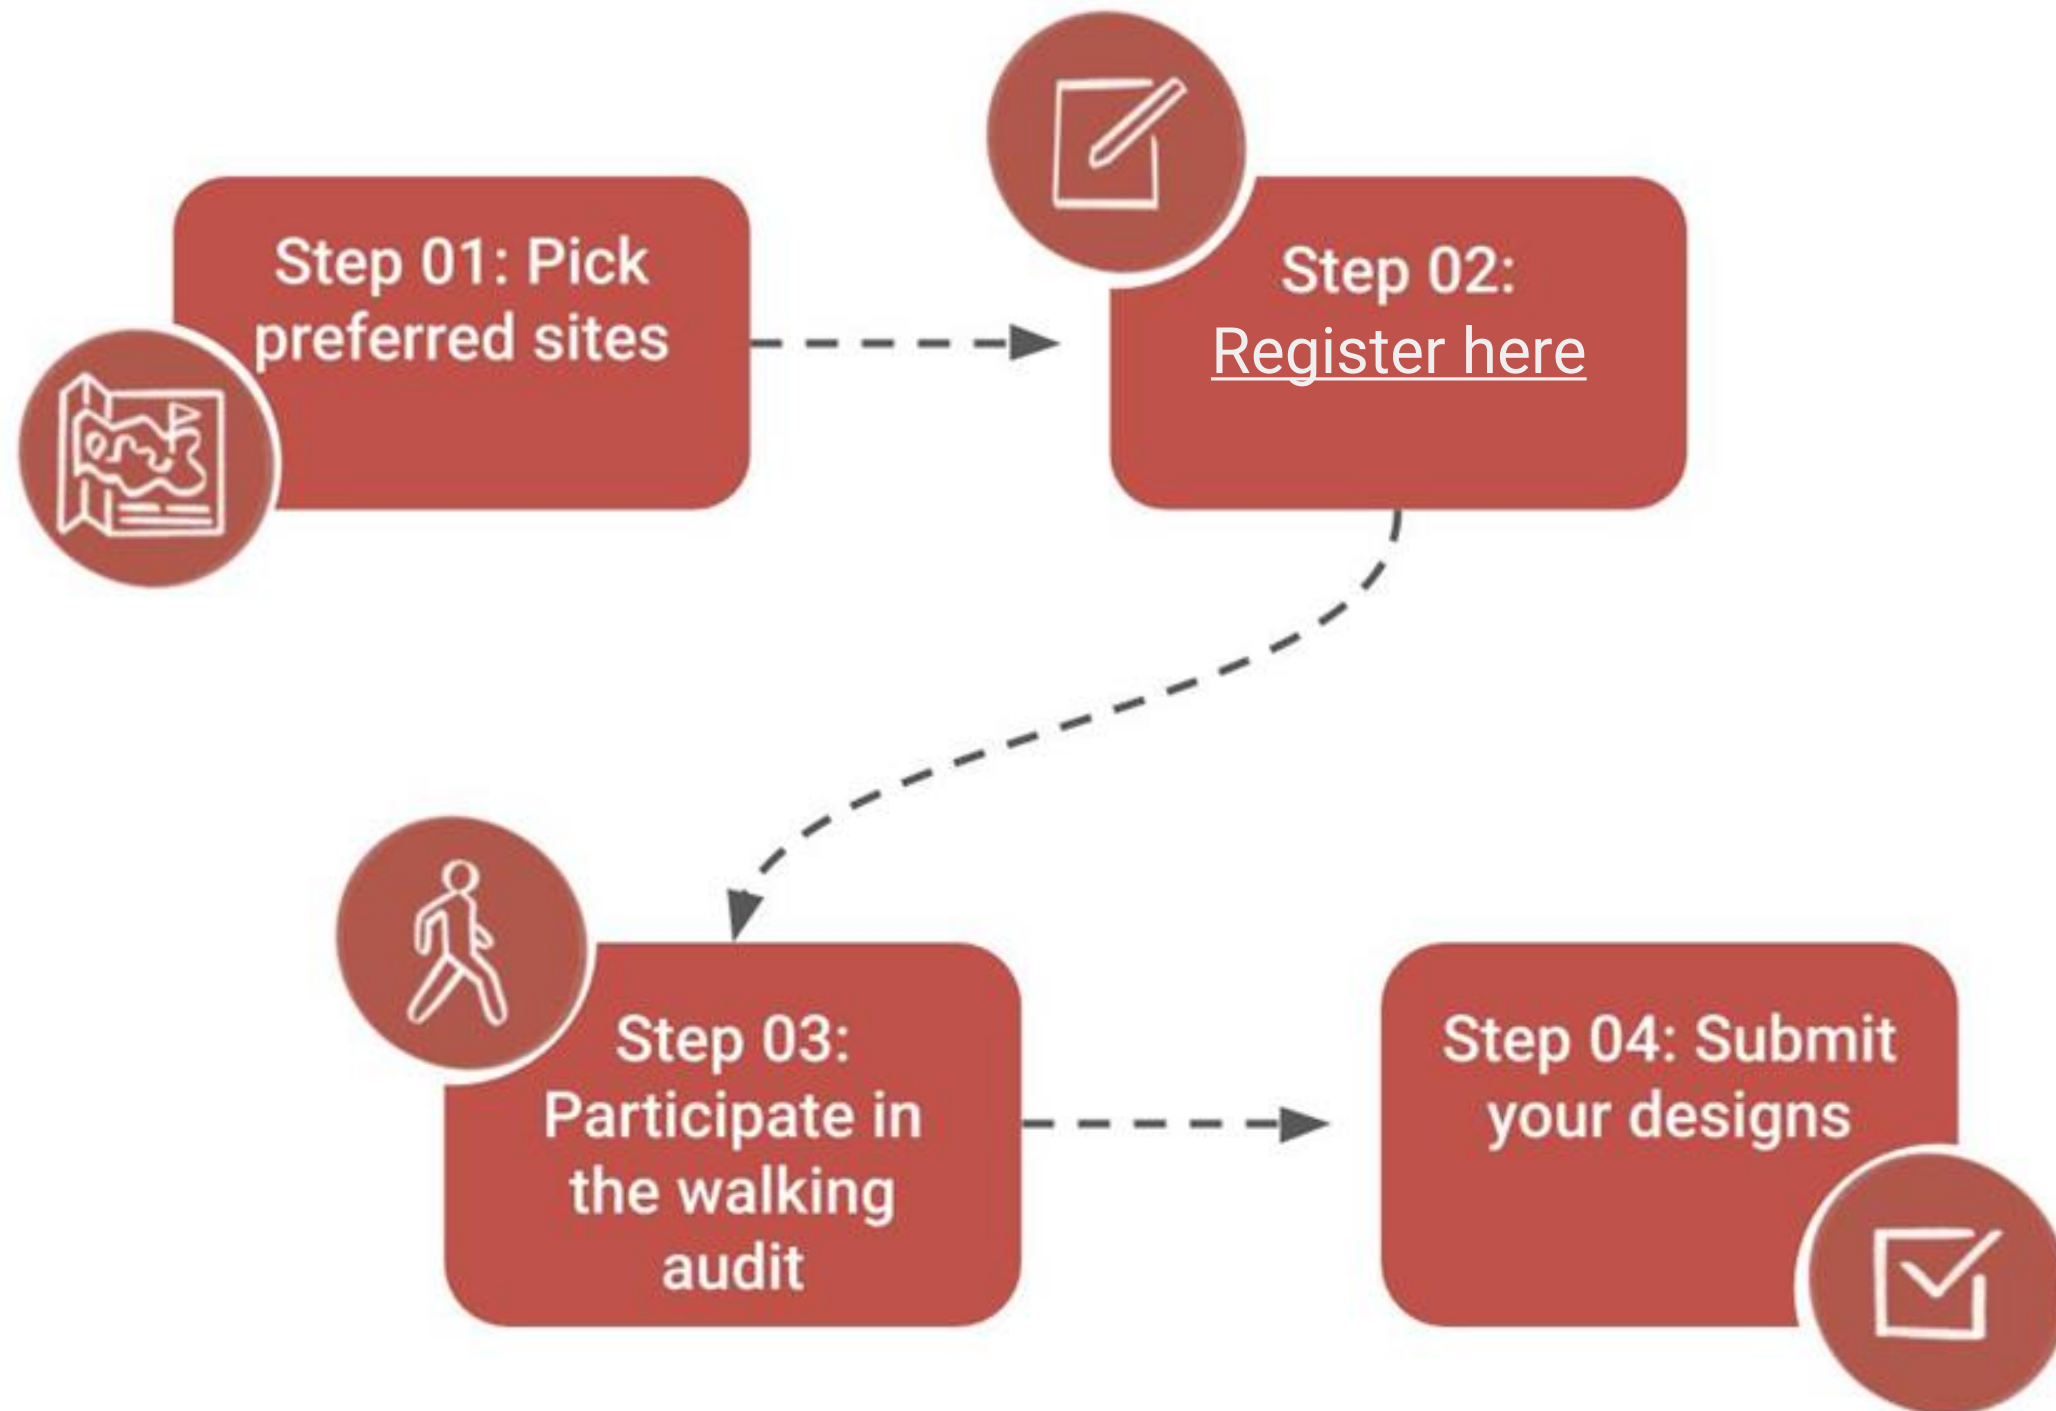 Step 01: Pick
preferred sites
Step 02:
Register here
Step 03:
Participate in
the walking
audit
Step 04: Submit
your designs